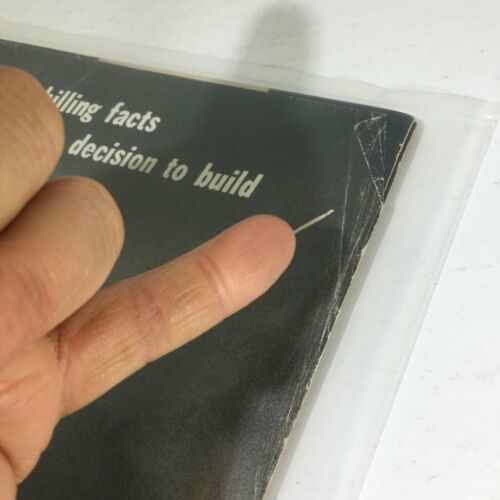 facts
decision to build